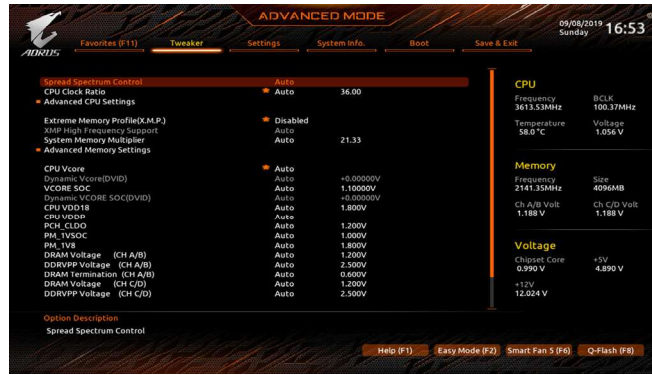 ADVANCED MODE
09/08/2019 Sunday 16:53
AORUS
Favorites (F11) Tweaker Settings System Info. Boot Save & Exit
Spread Spectrum Control Auto
CPU Clock Ratio Auto 36.00
Advanced CPU Settings
Extreme Memory Profile(X.M.P.) Disabled
XMP High Frequency Support Auto
System Memory Multiplier Auto 21.33
Advanced Memory Settings
CPU Vcore Auto
Dynamic Vcore(DVID) Auto +0.00000V
VCORE SOC Auto 1.10000V
Dynamic VCORE SOC(DVID) Auto +0.00000V
CPU VDD18 Auto 1.800V
CPU VDDP Auto
PCH_CLDO Auto 1.200V
PM_1VSOC Auto 1.000V
PM_1V8 Auto 1.800V
DRAM Voltage (CH A/B) Auto 1.200V
DDRVPP Voltage (CH A/B) Auto 2.500V
DRAM Termination (CH A/B) Auto 0.600V
DRAM Voltage (CH C/D) Auto 1.200V
DDRVPP Voltage (CH C/D) Auto 2.500V
CPU
Frequency BCLK
3613.53MHz 100.37MHz
Temperature Voltage
58.0 °C 1.056 V
Memory
Frequency Size
2141.35MHz 4096MB
Ch A/B Volt Ch C/D Volt
1.188 V 1.188 V
Voltage
Chipset Core +5V
0.990 V 4.890 V
+12V
12.024 V
Option Description
Spread Spectrum Control
Help (F1) Easy Mode (F2) Smart Fan 5 (F6) Q-Flash (F8)